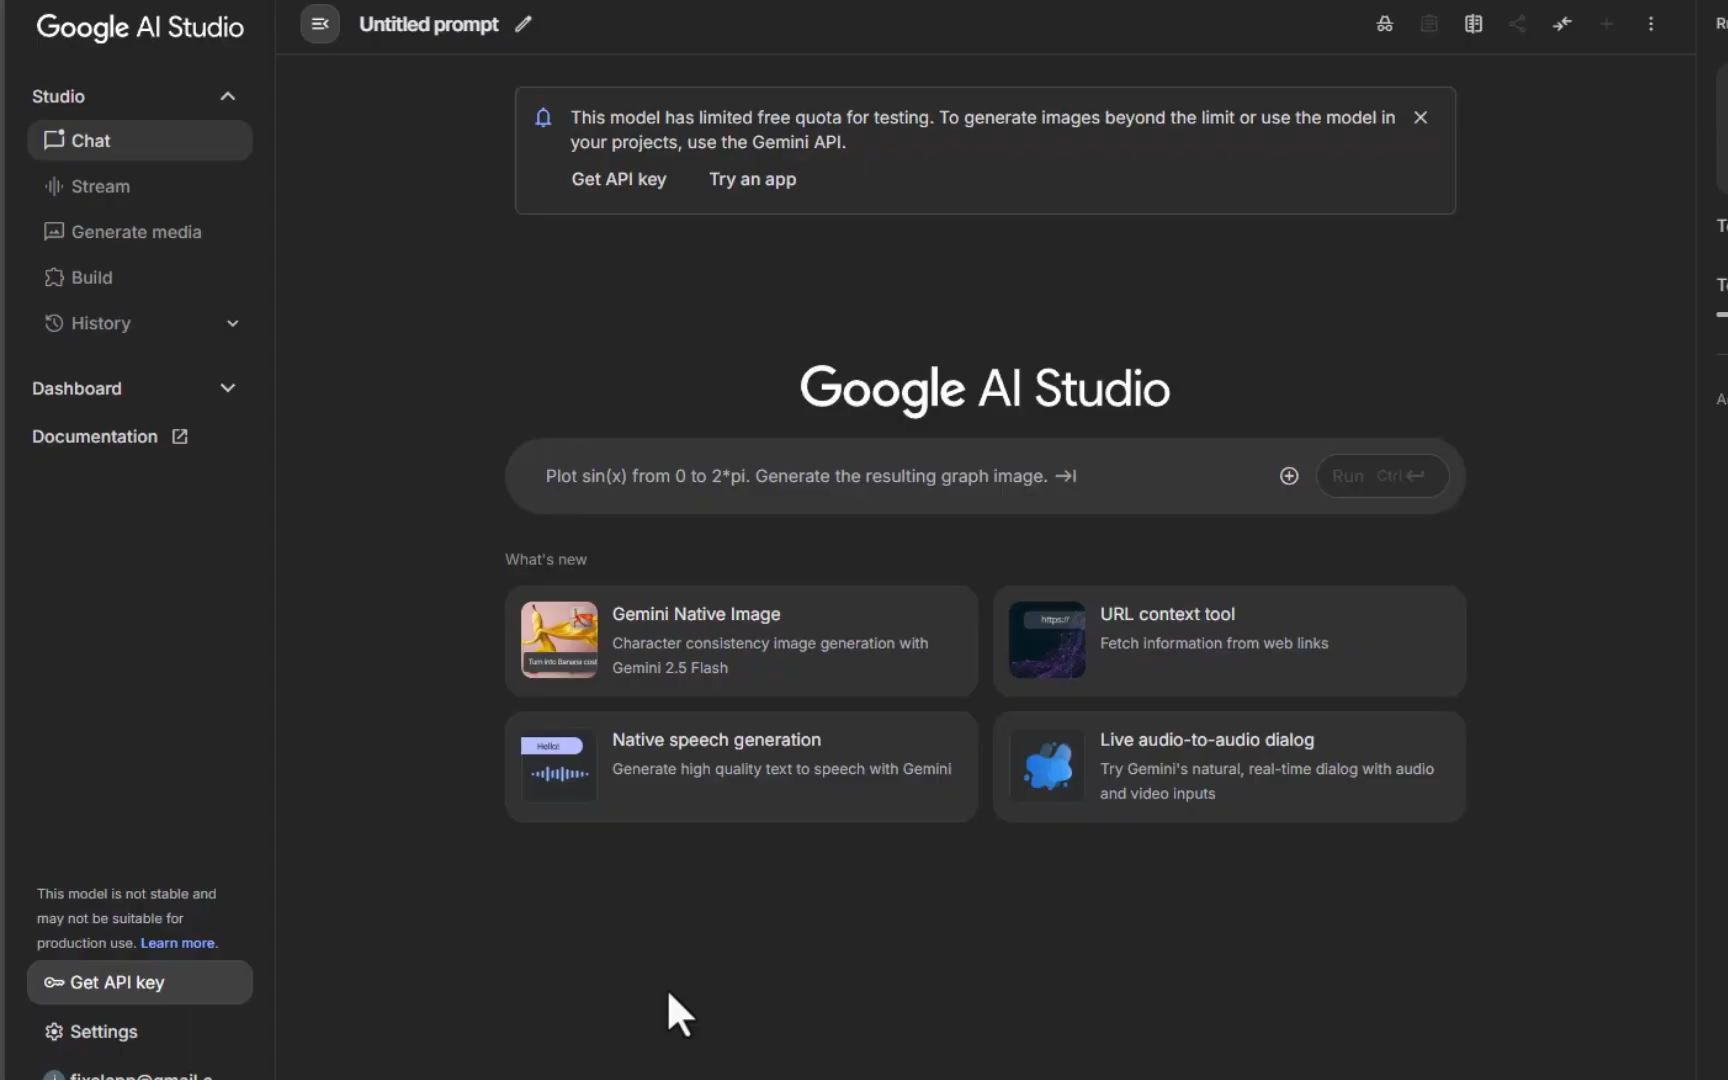 Google AI Studio
Untitled prompt
Studio
Chat
Stream
Generate media
Build
History
Dashboard
Documentation
This model has limited free quota for testing. To generate images beyond the limit or use the model in
your projects, use the Gemini API.
Get API key Try an app
Google AI Studio
Plot sin(x) from 0 to 2*pi. Generate the resulting graph image.
Run Ctrl
What's new
Gemini Native Image
Character consistency image generation with
Gemini 2.5 Flash
Turn into Banana cost
URL context tool
Fetch information from web links
https://
Native speech generation
Generate high quality text to speech with Gemini
Hello!
Live audio-to-audio dialog
Try Gemini's natural, real-time dialog with audio
and video inputs
This model is not stable and
may not be suitable for
production use. Learn more.
Get API key
Settings